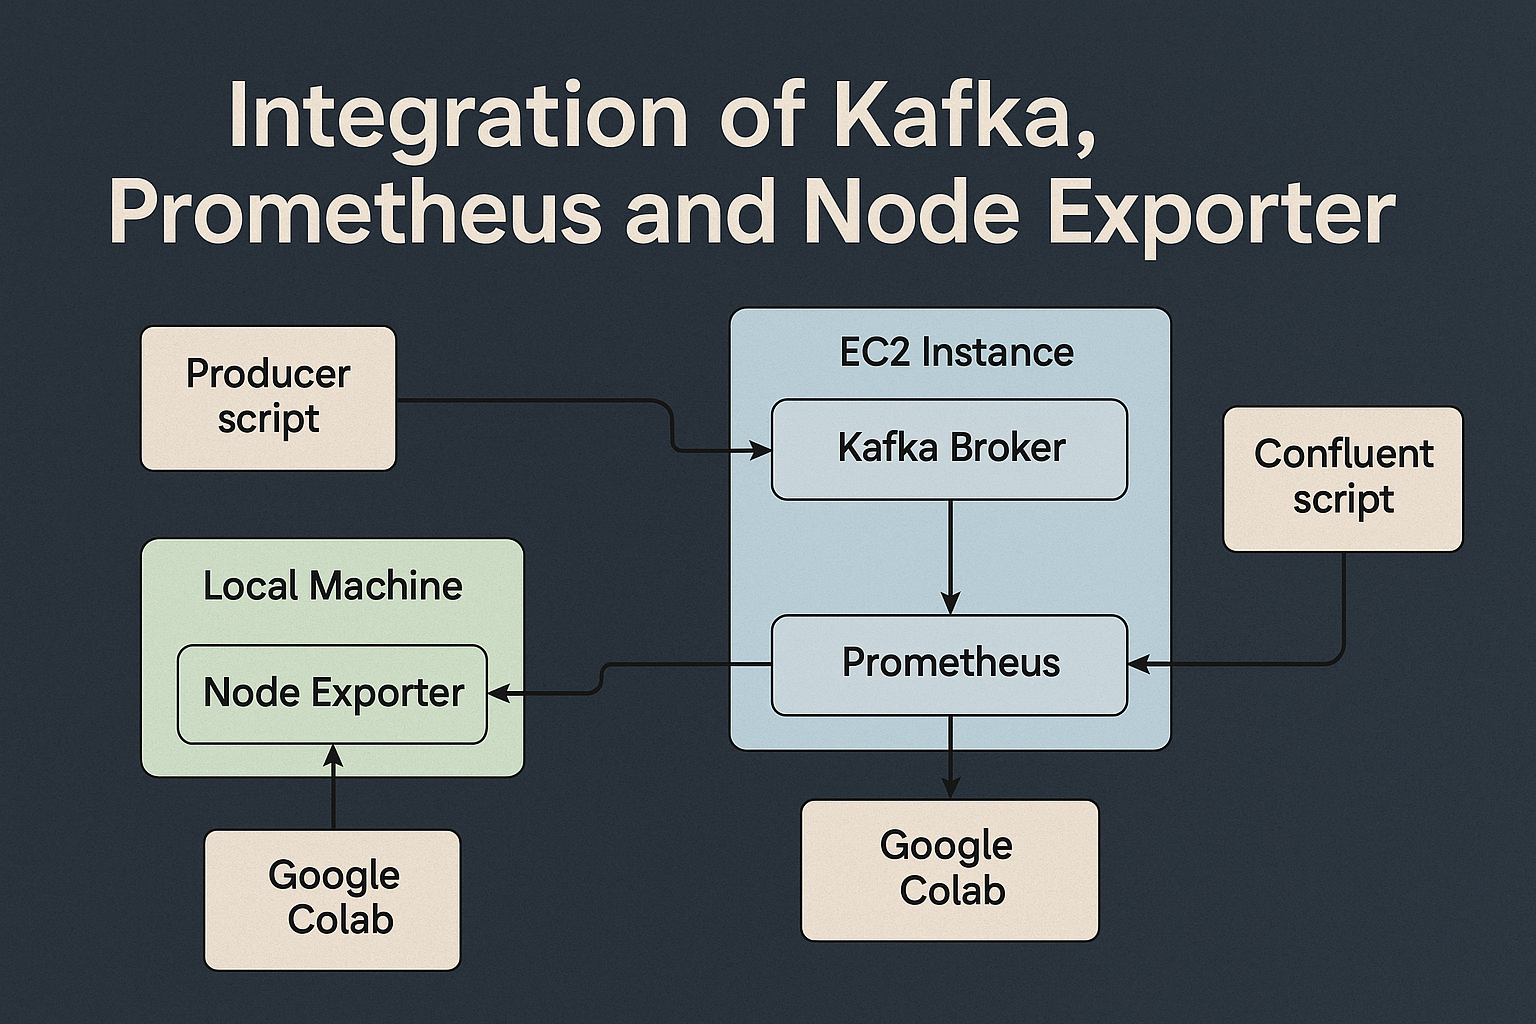 Integration of Kafka,
Prometheus and Node Exporter
Producer
script
EC2 Instance
Kafka Broker
Confluent
script
Local Machine
Node Exporter
Prometheus
Google
Colab
Google
Colab